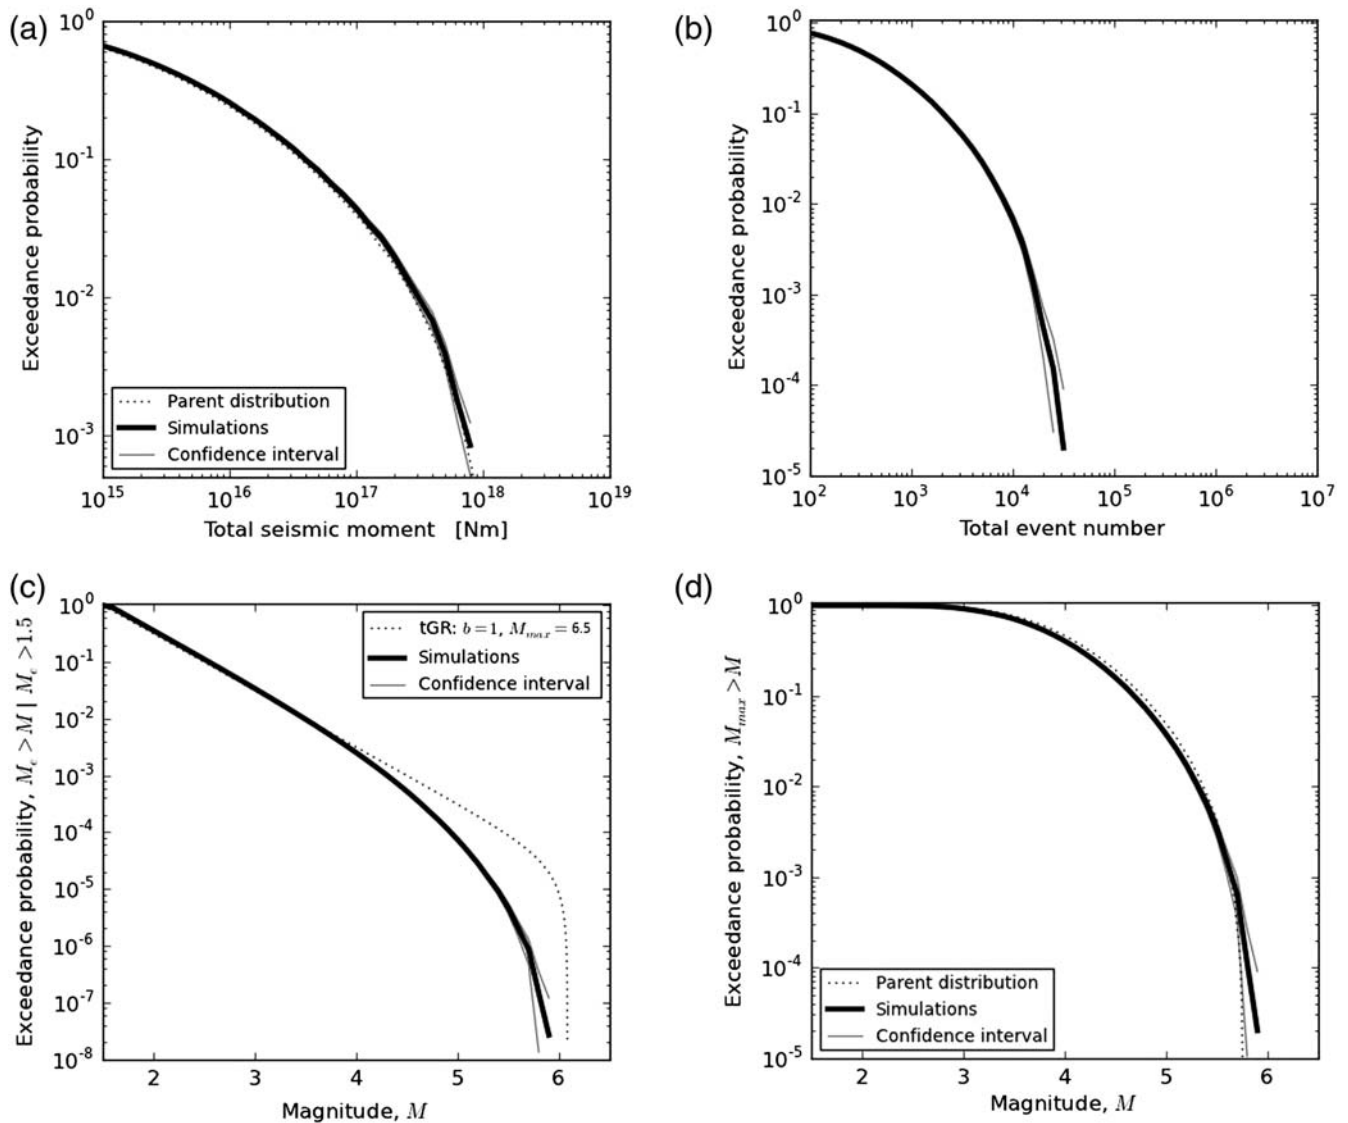 (a)
10^0
10^-1
10^-2
10^-3
Exceedance probability
Parent distribution
Simulations
Confidence interval
10^15 10^16 10^17 10^18 10^19
Total seismic moment [Nm]
(b)
10^0
10^-1
10^-2
10^-3
10^-4
10^-5
Exceedance probability
10^2 10^3 10^4 10^5 10^6 10^7
Total event number
(c)
10^0
10^-1
10^-2
10^-3
10^-4
10^-5
10^-6
10^-7
10^-8
Exceedance probability, M_e > M | M_e > 1.5
tGR: b = 1, M_max = 6.5
Simulations
Confidence interval
2 3 4 5 6
Magnitude, M
(d)
10^0
10^-1
10^-2
10^-3
10^-4
10^-5
Exceedance probability, M_max > M
Parent distribution
Simulations
Confidence interval
2 3 4 5 6
Magnitude, M